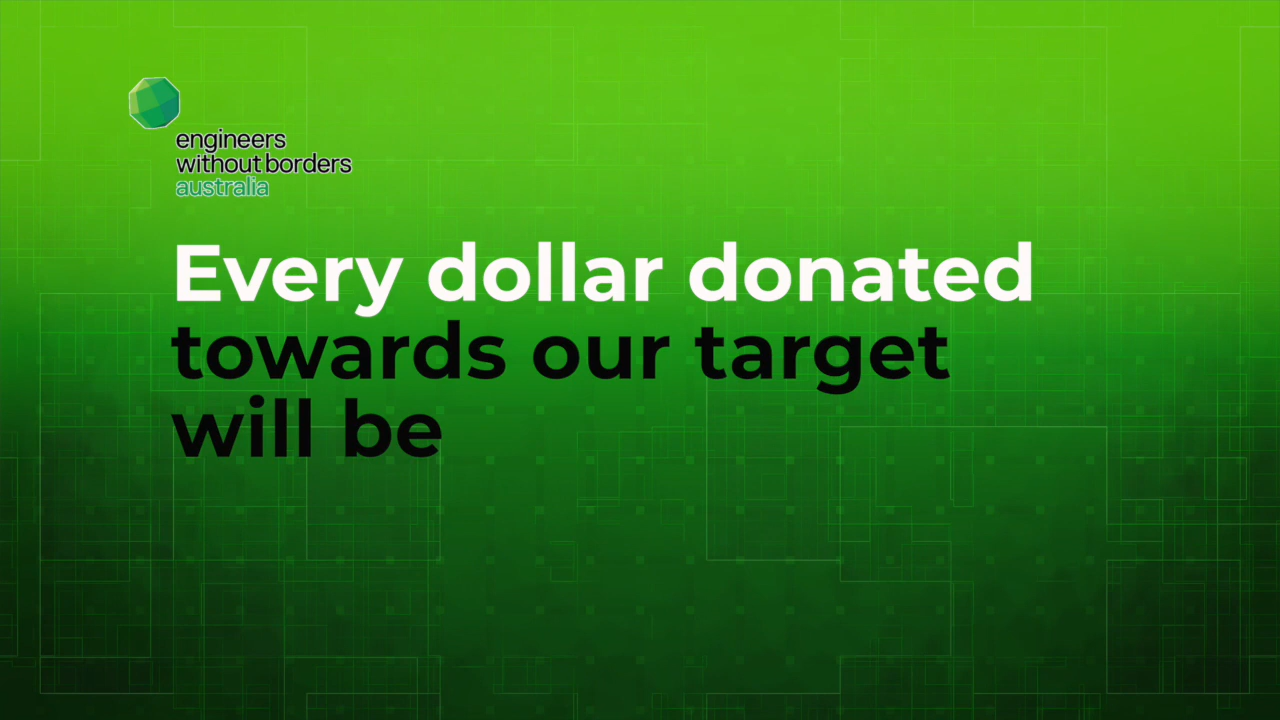 engineers
without borders
australia
Every dollar donated
towards our target
will be